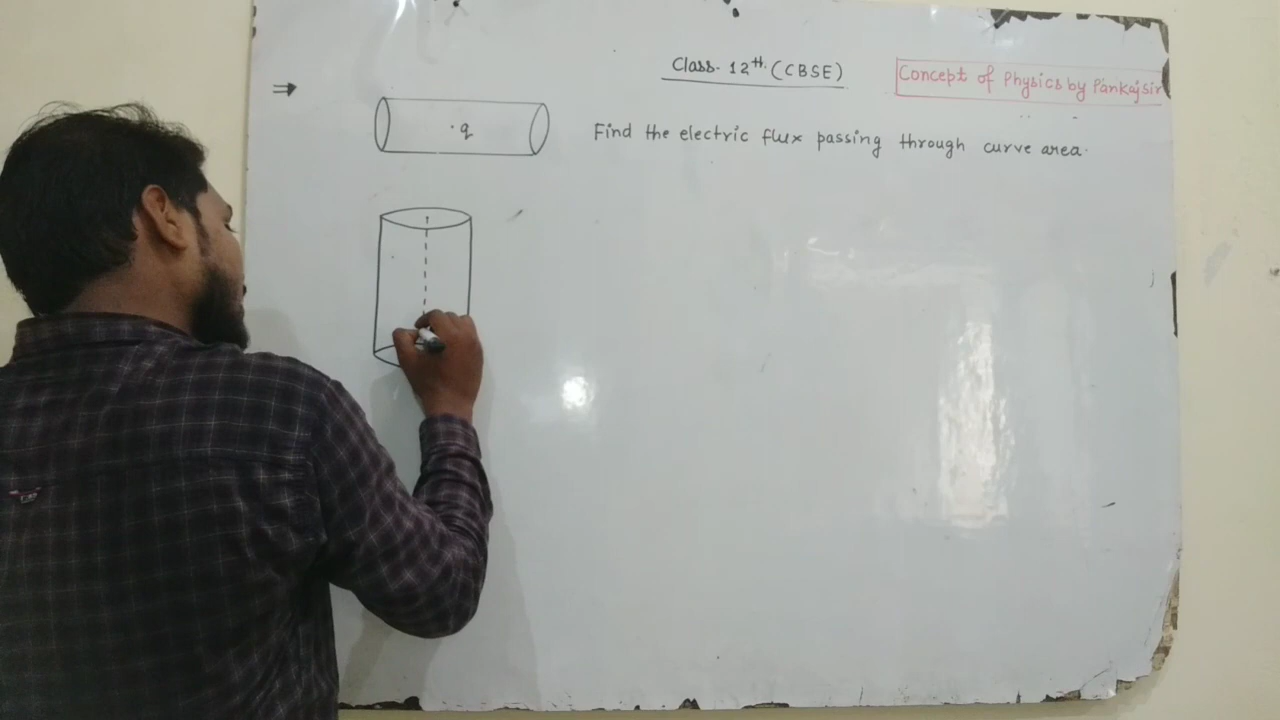 Class. 12th. (CBSE)
Concept of Physics by Pankaj Sir
⇒
. q
Find the electric flux passing through curve area.